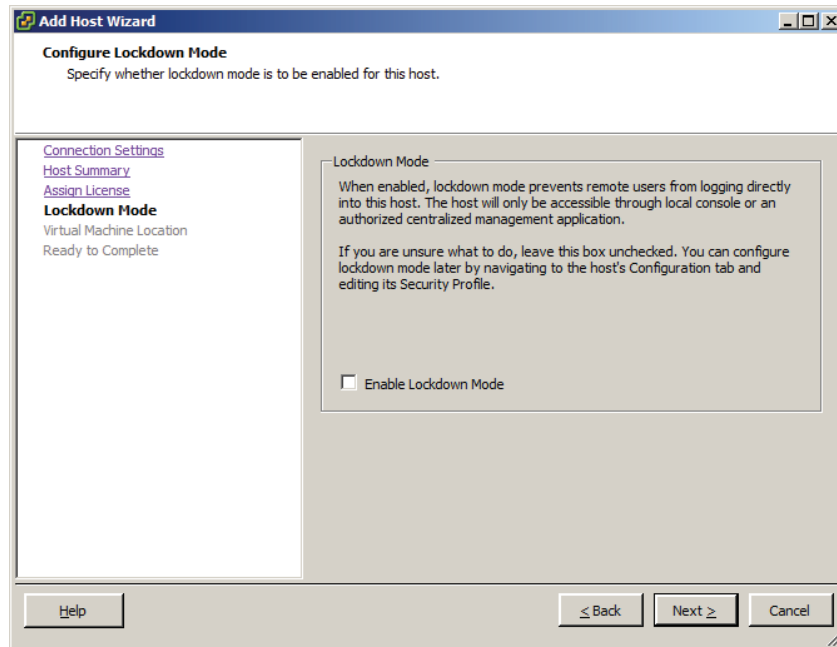 Add Host Wizard
Configure Lockdown Mode
Specify whether lockdown mode is to be enabled for this host.
Connection Settings
Host Summary
Assign License
Lockdown Mode
Virtual Machine Location
Ready to Complete
Lockdown Mode
When enabled, lockdown mode prevents remote users from logging directly
into this host. The host will only be accessible through local console or an
authorized centralized management application.
If you are unsure what to do, leave this box unchecked. You can configure
lockdown mode later by navigating to the host's Configuration tab and
editing its Security Profile.
Enable Lockdown Mode
Help
< Back
Next >
Cancel